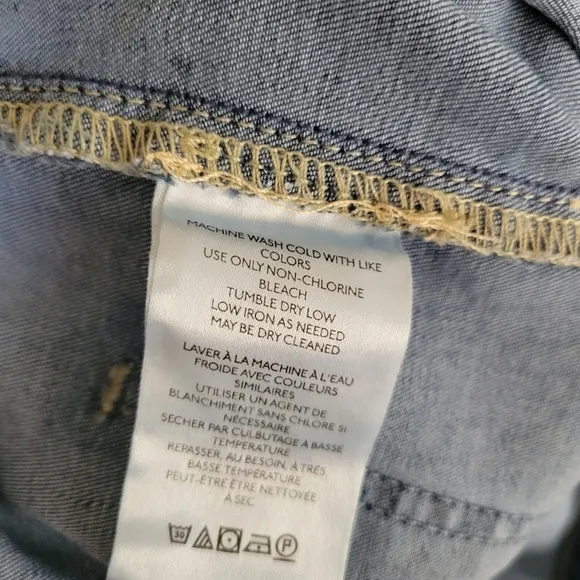 MACHINE WASH COLD WITH LIKE
COLORS
USE ONLY NON-CHLORINE
BLEACH
TUMBLE DRY LOW
LOW IRON AS NEEDED
MAY BE DRY CLEANED
LAVER À LA MACHINE À L'EAU
FROIDE AVEC COULEURS
SIMILAIRES
UTILISER UN AGENT DE
BLANCHIMENT SANS CHLORE SI
NÉCESSAIRE
SECHER PAR CULBUTAGE À BASSE
TEMPÉRATURE
REPASSER, AU BESOIN, À TRÈS
BASSE TEMPÉRATURE
PEUT-ÊTRE ÊTRE NETTOYÉE
À SEC
30 P